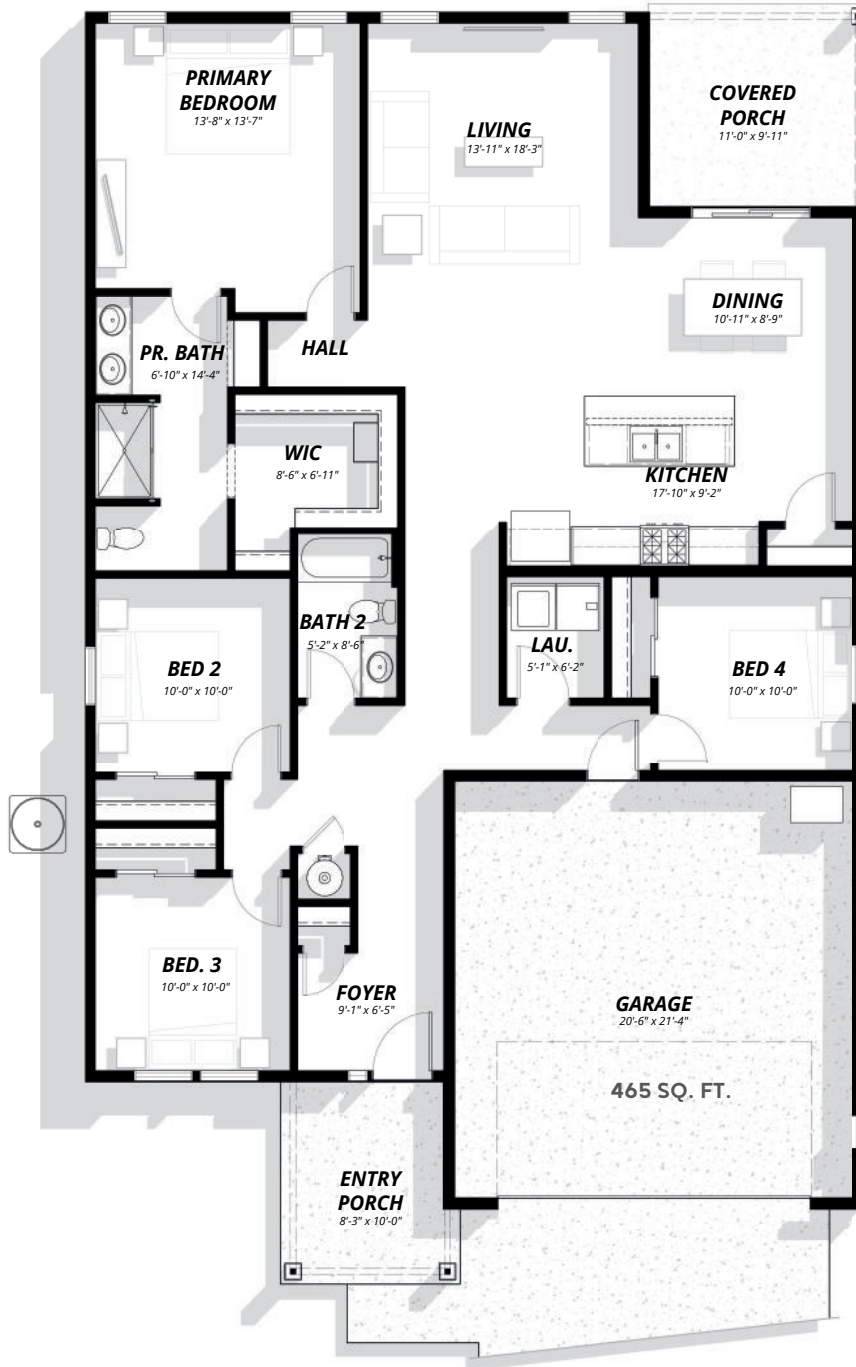 PRIMARY
BEDROOM
13'-8" x 13'-7"
LIVING
13'-11" x 18'-3"
COVERED
PORCH
11'-0" x 9'-11"
DINING
10'-11" x 8'-9"
HALL
PR. BATH
6'-10" x 14'-4"
WIC
8'-6" x 6'-11"
KITCHEN
17'-10" x 9'-2"
BATH 2
5'-2" x 8'-6"
BED 2
10'-0" x 10'-0"
LAU.
5'-1" x 6'-2"
BED 4
10'-0" x 10'-0"
BED. 3
10'-0" x 10'-0"
FOYER
9'-1" x 6'-5"
GARAGE
20'-6" x 21'-4"
465 SQ. FT.
ENTRY
PORCH
8'-3" x 10'-0"